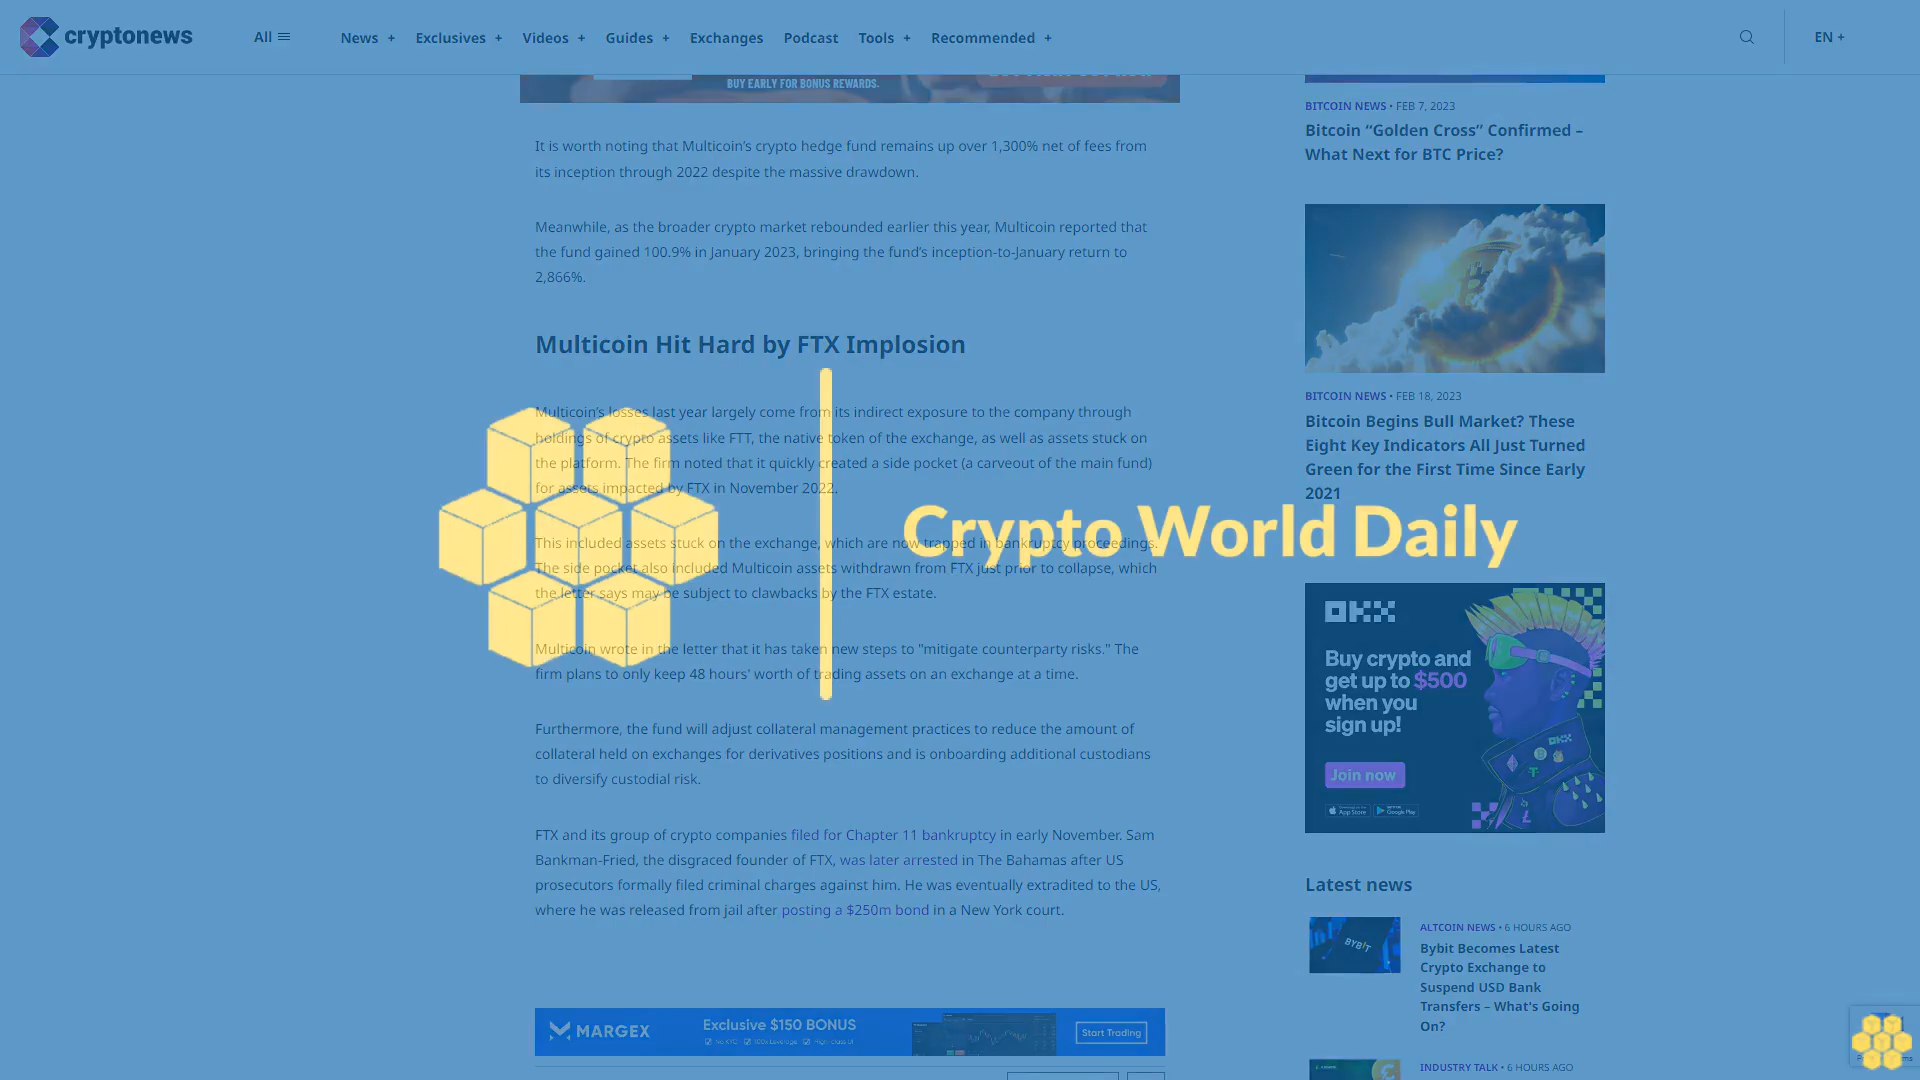 cryptonews
All
News +
Exclusives +
Videos +
Guides +
Exchanges
Podcast
Tools +
Recommended +
EN +
BUY EARLY FOR BONUS REWARDS.
It is worth noting that Multicoin's crypto hedge fund remains up over 1,300% net of fees from
its inception through 2022 despite the massive drawdown.
Meanwhile, as the broader crypto market rebounded earlier this year, Multicoin reported that
the fund gained 100.9% in January 2023, bringing the fund's inception-to-January return to
2,866%.
Multicoin Hit Hard by FTX Implosion
Multicoin's losses last year largely come from its indirect exposure to the company through
holdings of crypto assets like FTT, the native token of the exchange, as well as assets stuck on
the platform. The firm noted that it quickly created a side pocket (a carveout of the main fund)
for assets impacted by FTX in November 2022.
This included assets stuck on the exchange, which are now trapped in bankruptcy proceedings.
The side pocket also included Multicoin assets withdrawn from FTX just prior to collapse, which
the letter says may be subject to clawbacks by the FTX estate.
Multicoin wrote in the letter that it has taken new steps to "mitigate counterparty risks." The
firm plans to only keep 48 hours' worth of trading assets on an exchange at a time.
Furthermore, the fund will adjust collateral management practices to reduce the amount of
collateral held on exchanges for derivatives positions and is onboarding additional custodians
to diversify custodial risk.
FTX and its group of crypto companies filed for Chapter 11 bankruptcy in early November. Sam
Bankman-Fried, the disgraced founder of FTX, was later arrested in The Bahamas after US
prosecutors formally filed criminal charges against him. He was eventually extradited to the US,
where he was released from jail after posting a $250m bond in a New York court.
Crypto World Daily
MARGEX
Exclusive $150 BONUS
No KYC 100x Leverage High-class UI
Start Trading
BITCOIN NEWS • FEB 7, 2023
Bitcoin “Golden Cross” Confirmed –
What Next for BTC Price?
BITCOIN NEWS • FEB 18, 2023
Bitcoin Begins Bull Market? These
Eight Key Indicators All Just Turned
Green for the First Time Since Early
2021
OKX
Buy crypto and
get up to $500
when you
sign up!
Join now
App Store
Google Play
OKX
Latest news
BYBIT
ALTCOIN NEWS • 6 HOURS AGO
Bybit Becomes Latest
Crypto Exchange to
Suspend USD Bank
Transfers – What's Going
On?
INDUSTRY TALK • 6 HOURS AGO